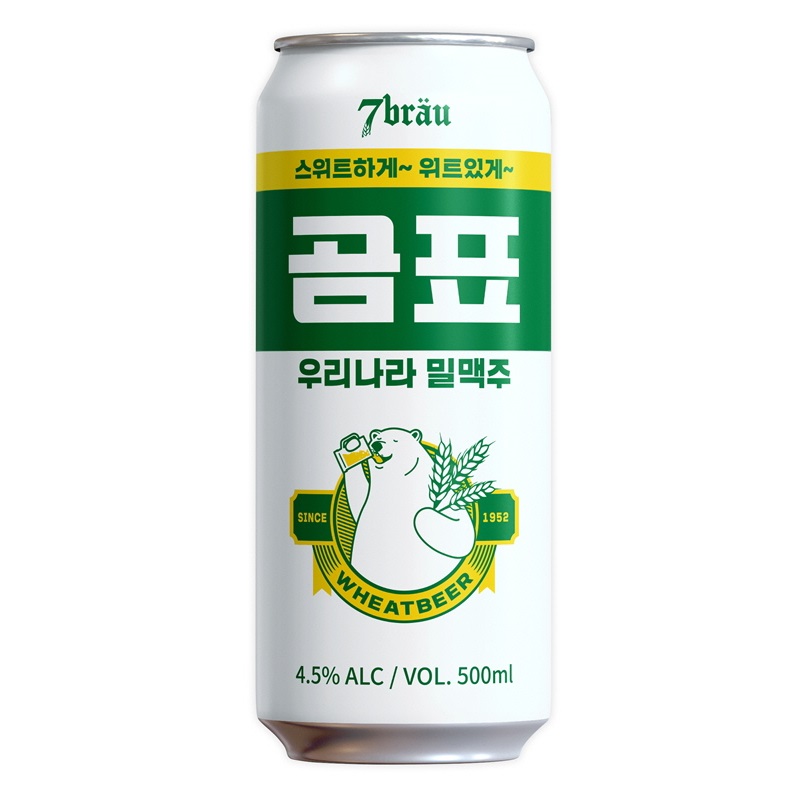 7bräu
스위트하게~ 위트있게~
곰표
우리나라 밀맥주
SINCE 1952
WHEATBEER
4.5% ALC / VOL. 500ml